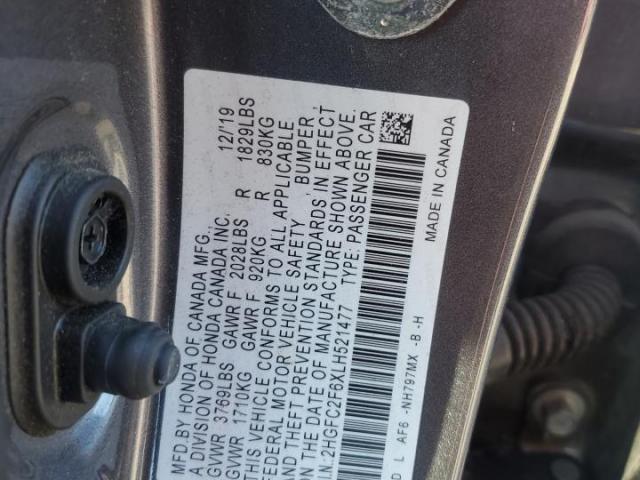 MFD.BY HONDA OF CANADA MFG., 12/'19
A DIVISION OF HONDA CANADA INC.
GVWR 3769LBS GAWR F 2028LBS R 1829LBS
GVWR 1710KG GAWR F 920KG R 830KG
THIS VEHICLE CONFORMS TO ALL APPLICABLE
FEDERAL MOTOR VEHICLE SAFETY, BUMPER,
AND THEFT PREVENTION STANDARDS IN EFFECT
ON THE DATE OF MANUFACTURE SHOWN ABOVE.
I.N.:2HGFC2F6XLH521477 TYPE:PASSENGER CAR
D L AF6 -NH797MX -B -H
MADE IN CANADA